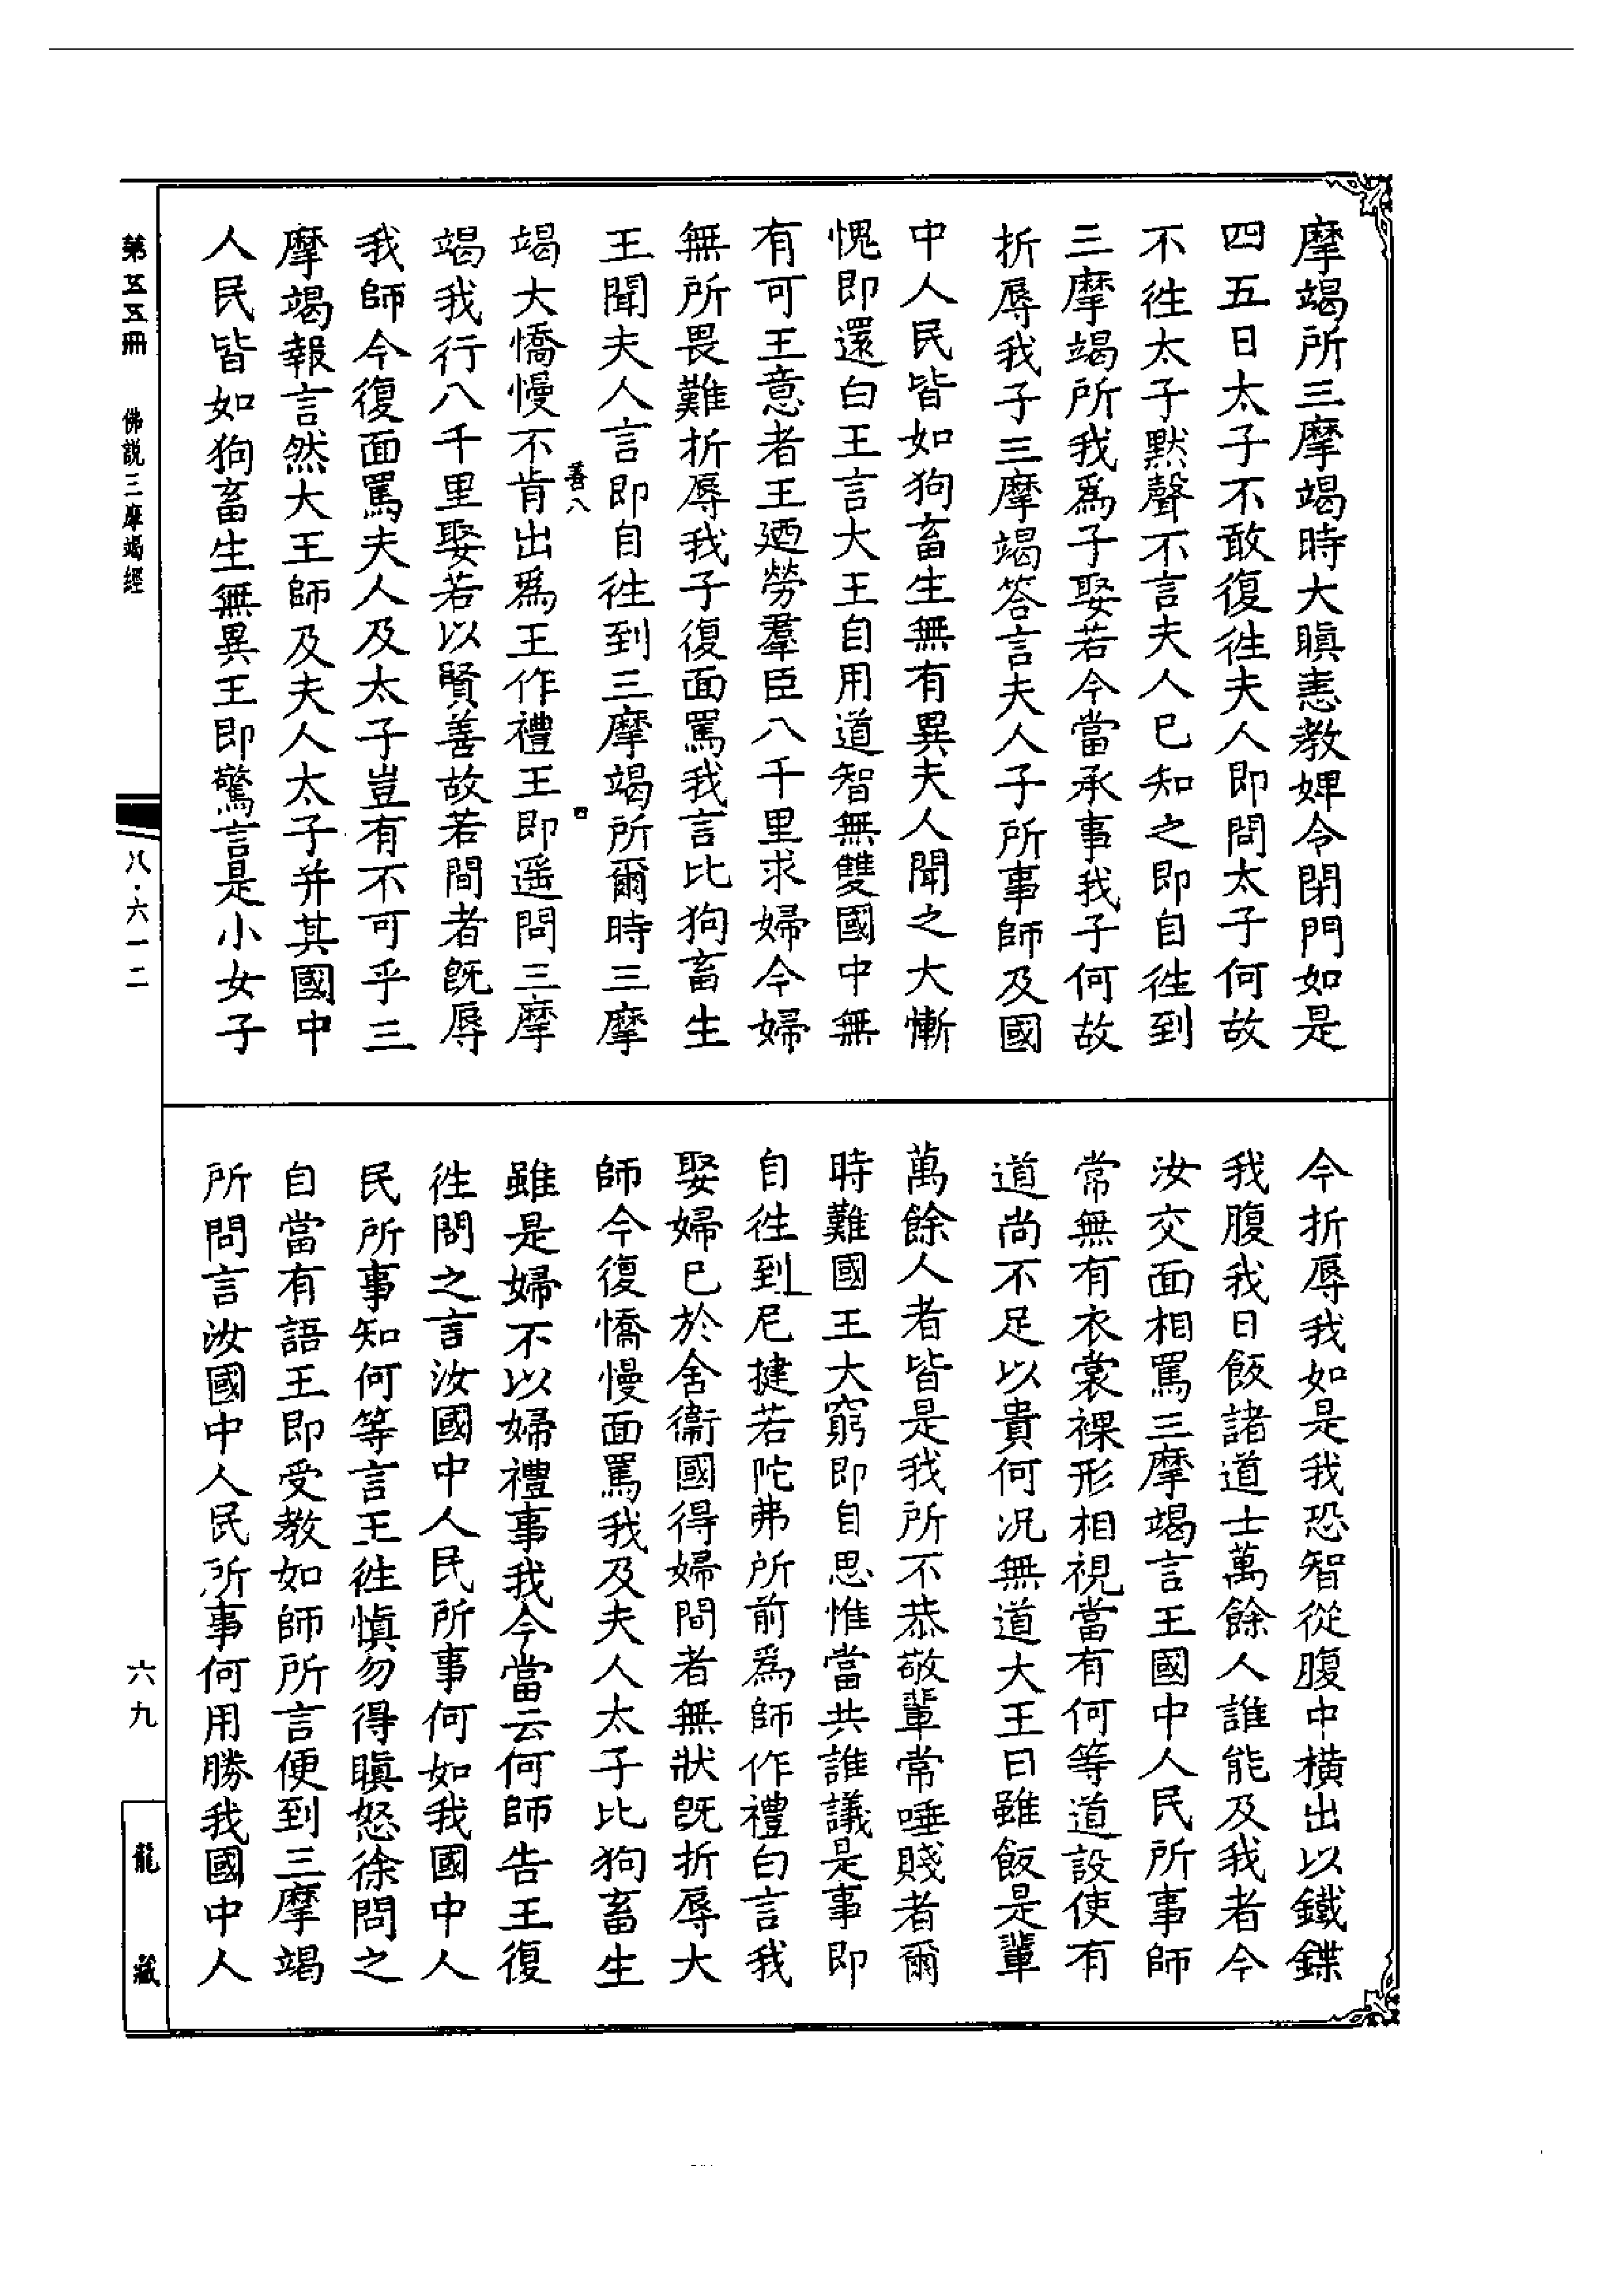 摩竭所三摩竭時大瞋恚教婢令閉門如是
四五日太子不敢復往夫人即問太子何故
不往太子默聲不言夫人已知之即自往到
三摩竭所我為子娶若今當承事我子何故
折辱我子三摩竭答言夫人子所事師及國
中人民皆如狗畜生無有異夫人聞之大慚
愧即還白王言大王自用道智無雙國中無
有可王意者王廼勞羣臣八千里求婦今婦
無所畏難折辱我子復面罵我言比狗畜生
王聞夫人言即自往到三摩竭所爾時三摩
善八
四
竭大憍慢不肯出爲王作禮王即遥問三摩
竭我行八千里娶若以賢善故若間者旣辱
我師今復面罵夫人及太子豈有不可乎三
摩竭報言然大王師及夫人太子并其國中
人民皆如狗畜生無異王即驚言是小女子
今折辱我如是我恐智從腹中橫出以鐵鍱
我腹我日飯諸道士萬餘人誰能及我者今
汝交面相罵三摩竭言王國中人民所事師
常無有衣裳裸形相視當有何等道設使有
道尚不足以貴何况無道大王曰雖飯是輩
萬餘人者皆是我所不恭敬輩常唾賤者爾
時難國王大窮即自思惟當共誰議是事即
自往到尼揵若陀弗所前爲師作禮白言我
娶婦已於舍衞國得婦間者無狀旣折辱大
師今復憍慢面罵我及夫人太子比狗畜生
雖是婦不以婦禮事我今當云何師告王復
往問之言汝國中人民所事何如我國中人
民所事知何等言王往慎勿得瞋怒徐問之
自當有語王即受教如師所言便到三摩竭
所問言汝國中人民所事何用勝我國中人
第五五冊
佛説三摩竭經
八·六一二
六九
龍藏